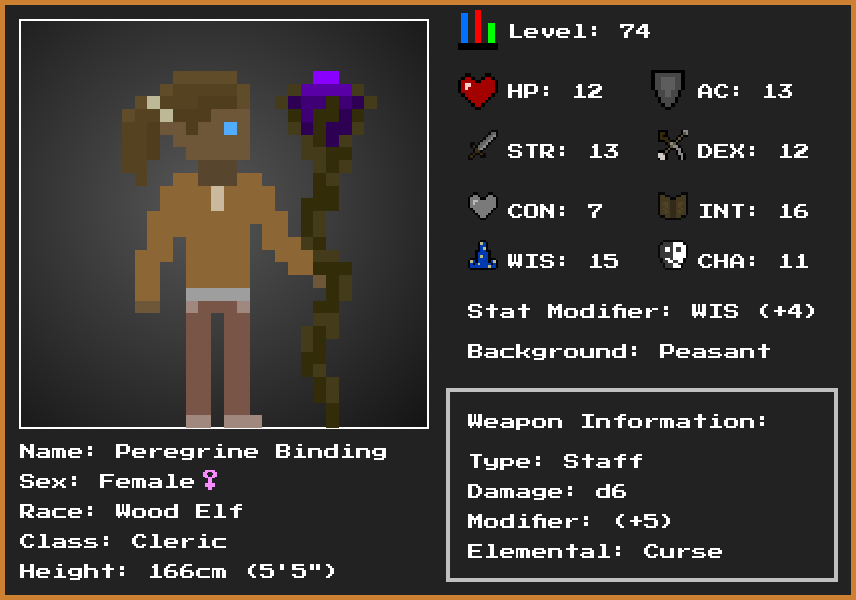 Level: 74
HP: 12 AC: 13
STR: 13 DEX: 12
CON: 7 INT: 16
WIS: 15 CHA: 11
Stat Modifier: WIS (+4)
Background: Peasant
Weapon Information:
Type: Staff
Damage: d6
Modifier: (+5)
Elemental: Curse
Name: Peregrine Binding
Sex: Female♀
Race: Wood Elf
Class: Cleric
Height: 166cm (5'5")